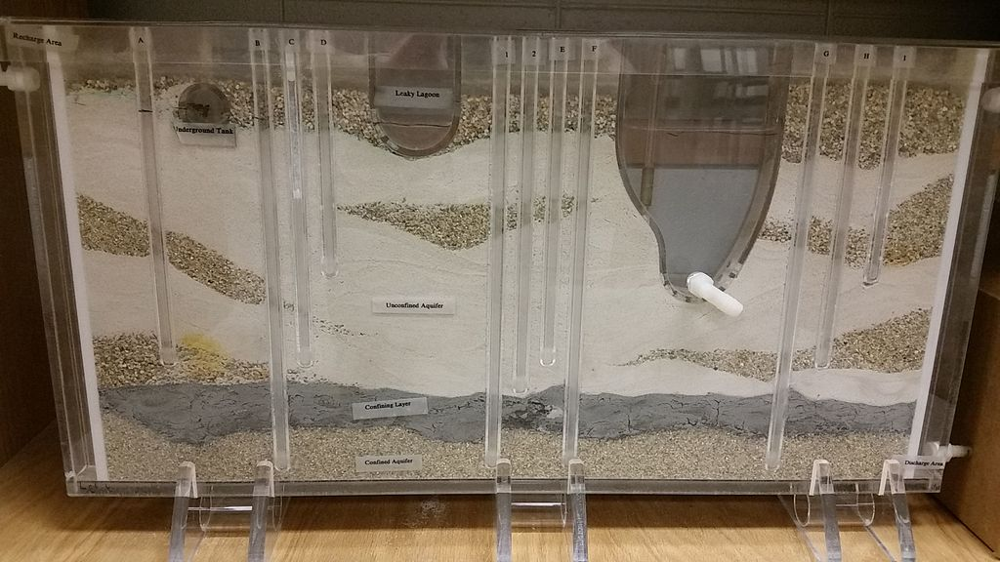 Recharge Area
A
B
C
D
1
2
E
F
G
H
I
Leaky Lagoon
Underground Tank
Unconfined Aquifer
Confining Layer
Confined Aquifer
Discharge Area